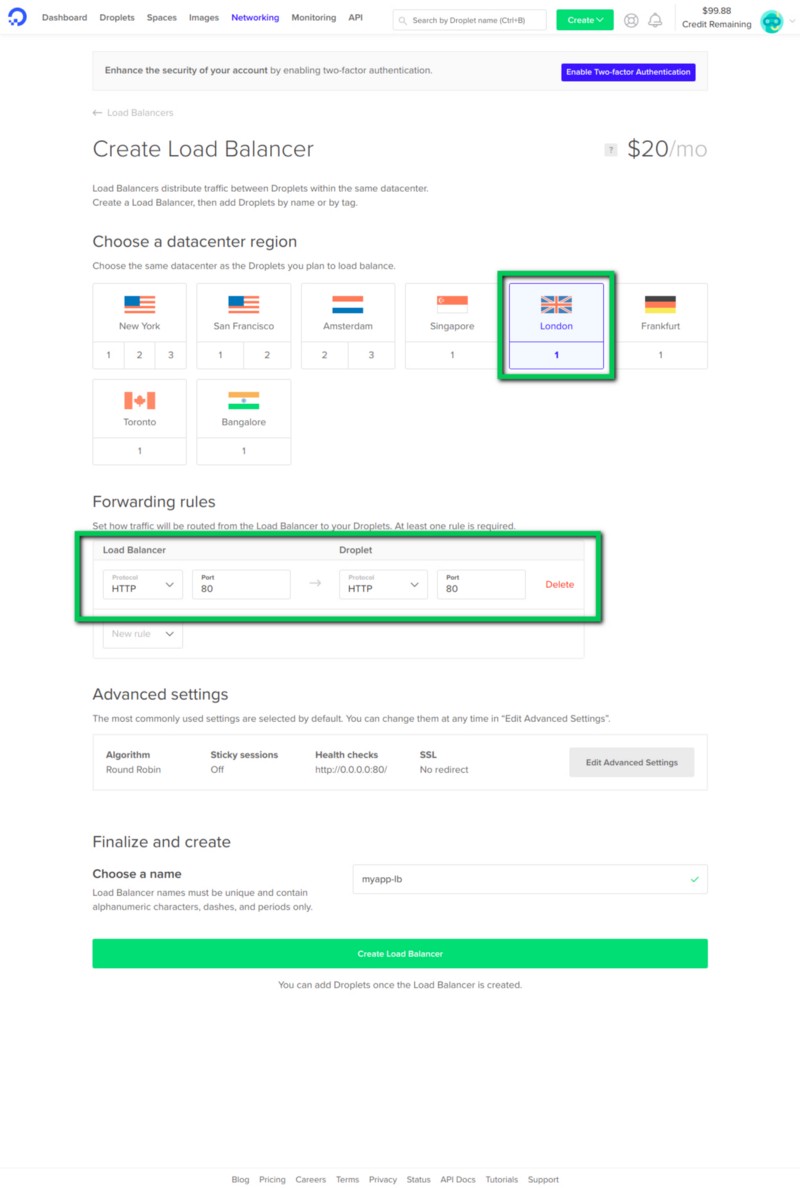 Dashboard Droplets Spaces Images Networking Monitoring API Search by Droplet name (Ctrl+B) Create $99.88
Credit Remaining
Enhance the security of your account by enabling two-factor authentication. Enable Two-factor Authentication
← Load Balancers
Create Load Balancer ? $20/mo
Load Balancers distribute traffic between Droplets within the same datacenter.
Create a Load Balancer, then add Droplets by name or by tag.
Choose a datacenter region
Choose the same datacenter as the Droplets you plan to load balance.
New York San Francisco Amsterdam Singapore London Frankfurt
1 2 3 1 2 2 3 1 1 1
Toronto Bangalore
1 1
Forwarding rules
Set how traffic will be routed from the Load Balancer to your Droplets. At least one rule is required.
Load Balancer Droplet
Protocol Port Protocol Port
HTTP 80 → HTTP 80 Delete
New rule
Advanced settings
The most commonly used settings are selected by default. You can change them at any time in “Edit Advanced Settings”.
Algorithm Sticky sessions Health checks SSL
Round Robin Off http://0.0.0.0:80/ No redirect Edit Advanced Settings
Finalize and create
Choose a name
Load Balancer names must be unique and contain
alphanumeric characters, dashes, and periods only.
myapp-lb
Create Load Balancer
You can add Droplets once the Load Balancer is created.
Blog Pricing Careers Terms Privacy Status API Docs Tutorials Support